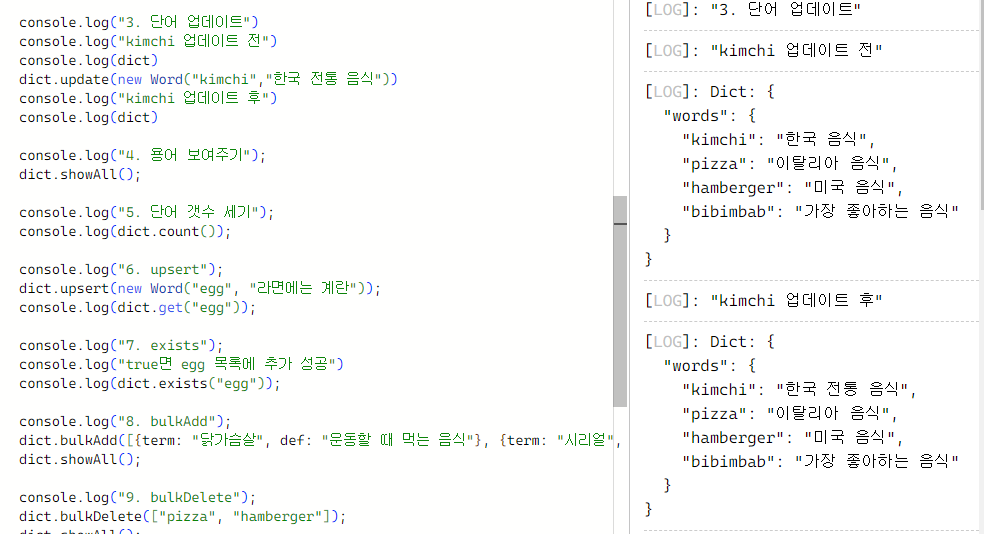 console.log("3. 단어 업데이트")
console.log("kimchi 업데이트 전")
console.log(dict)
dict.update(new Word("kimchi","한국 전통 음식"))
console.log("kimchi 업데이트 후")
console.log(dict)
console.log("4. 용어 보여주기");
dict.showAll();
console.log("5. 단어 갯수 세기");
console.log(dict.count());
console.log("6. upsert");
dict.upsert(new Word("egg", "라면에는 계란"));
console.log(dict.get("egg"));
console.log("7. exists");
console.log("true면 egg 목록에 추가 성공")
console.log(dict.exists("egg"));
console.log("8. bulkAdd");
dict.bulkAdd([{term: "닭가슴살", def: "운동할 때 먹는 음식"}, {term: "시리얼",
dict.showAll();
console.log("9. bulkDelete");
dict.bulkDelete(["pizza", "hamberger"]);
dict.showAll();
[LOG]: "3. 단어 업데이트"
[LOG]: "kimchi 업데이트 전"
[LOG]: Dict: {
"words": {
"kimchi": "한국 음식",
"pizza": "이탈리아 음식",
"hamberger": "미국 음식",
"bibimbab": "가장 좋아하는 음식"
}
}
[LOG]: "kimchi 업데이트 후"
[LOG]: Dict: {
"words": {
"kimchi": "한국 전통 음식",
"pizza": "이탈리아 음식",
"hamberger": "미국 음식",
"bibimbab": "가장 좋아하는 음식"
}
}